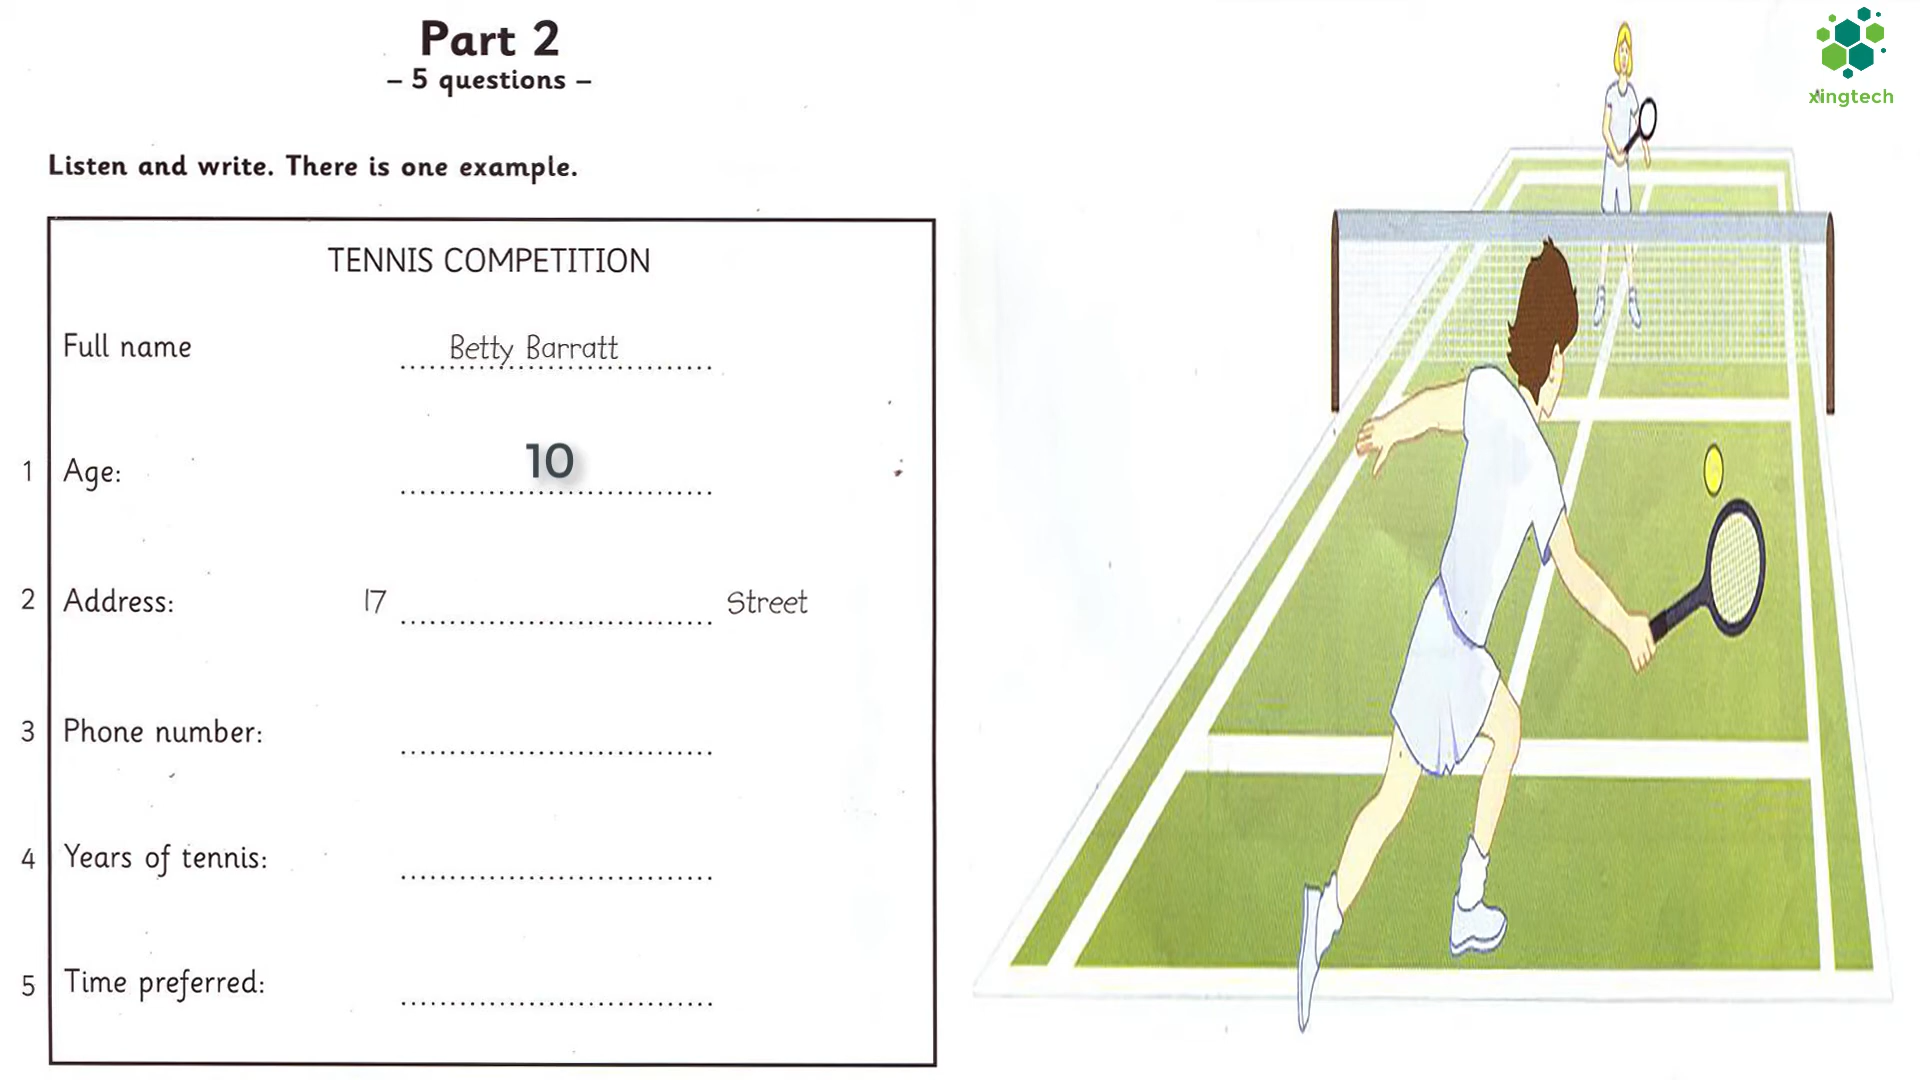 Part 2
– 5 questions –
xingtech
Listen and write. There is one example.
TENNIS COMPETITION
Full name Betty Barratt
1 Age: 10
2 Address: 17 Street
3 Phone number:
4 Years of tennis:
5 Time preferred: